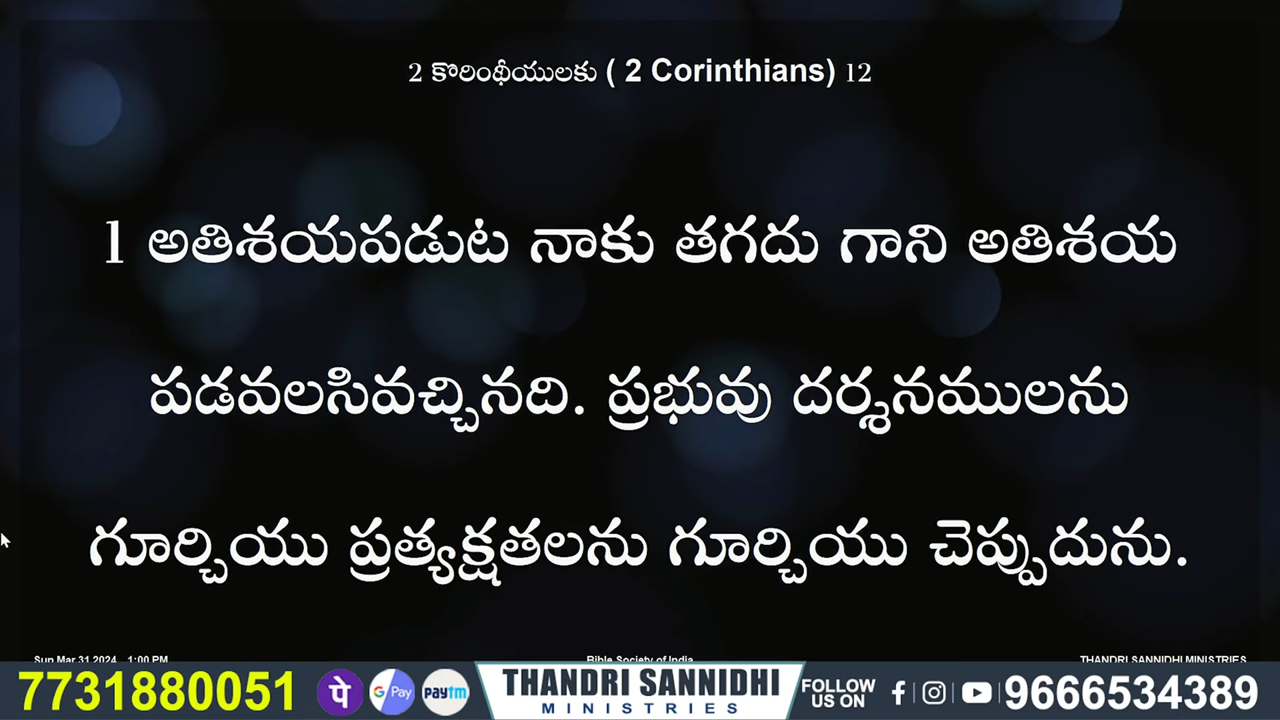 2 కొరింథీయులకు ( 2 Corinthians) 12
1 అతిశయపడుట నాకు తగదు గాని అతిశయ
పడవలసివచ్చినది. ప్రభువు దర్శనములను
గూర్చియు ప్రత్యక్షతలను గూర్చియు చెప్పుదును.
Sun Mar 31 2024 1:00 PM Bible Society of India THANDRI SANNIDHI MINISTRIES
7731880051 पे G Pay paytm THANDRI SANNIDHI FOLLOW 9666534389
MINISTRIES US ON